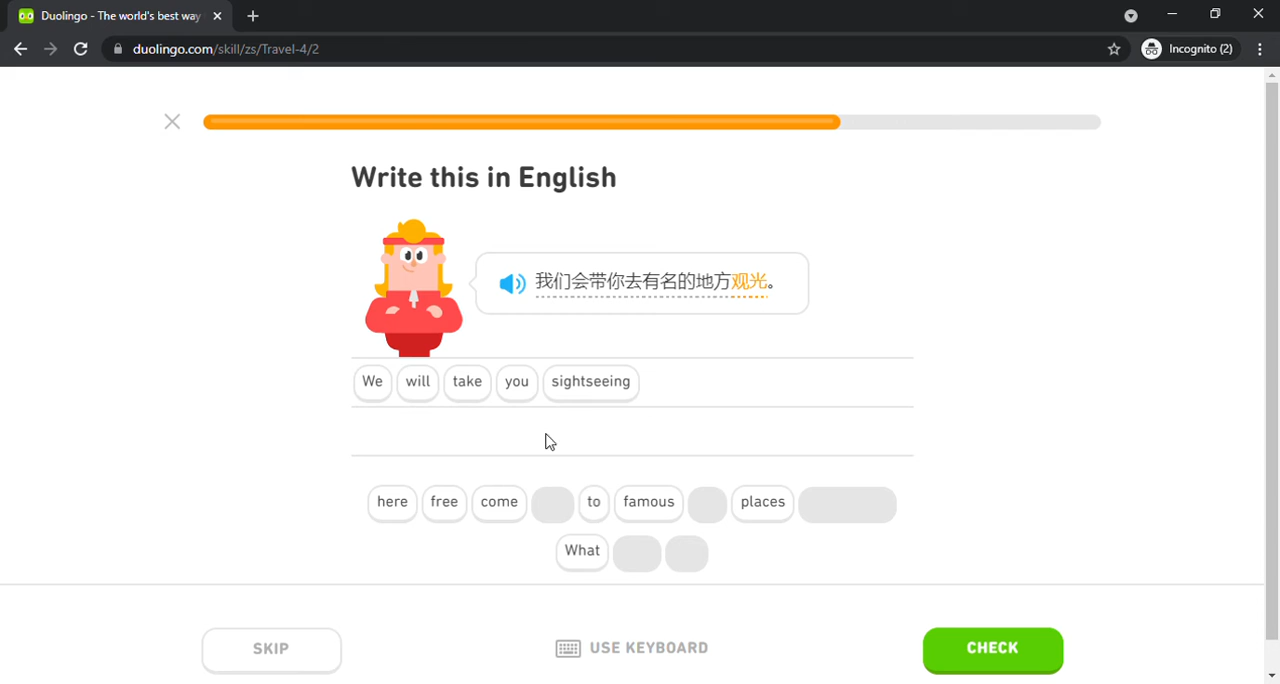 Duolingo - The world's best way
duolingo.com/skill/zs/Travel-4/2
Incognito (2)
Write this in English
我们会带你去有名的地方观光。
We will take you sightseeing
here free come to famous places
What
SKIP
USE KEYBOARD
CHECK